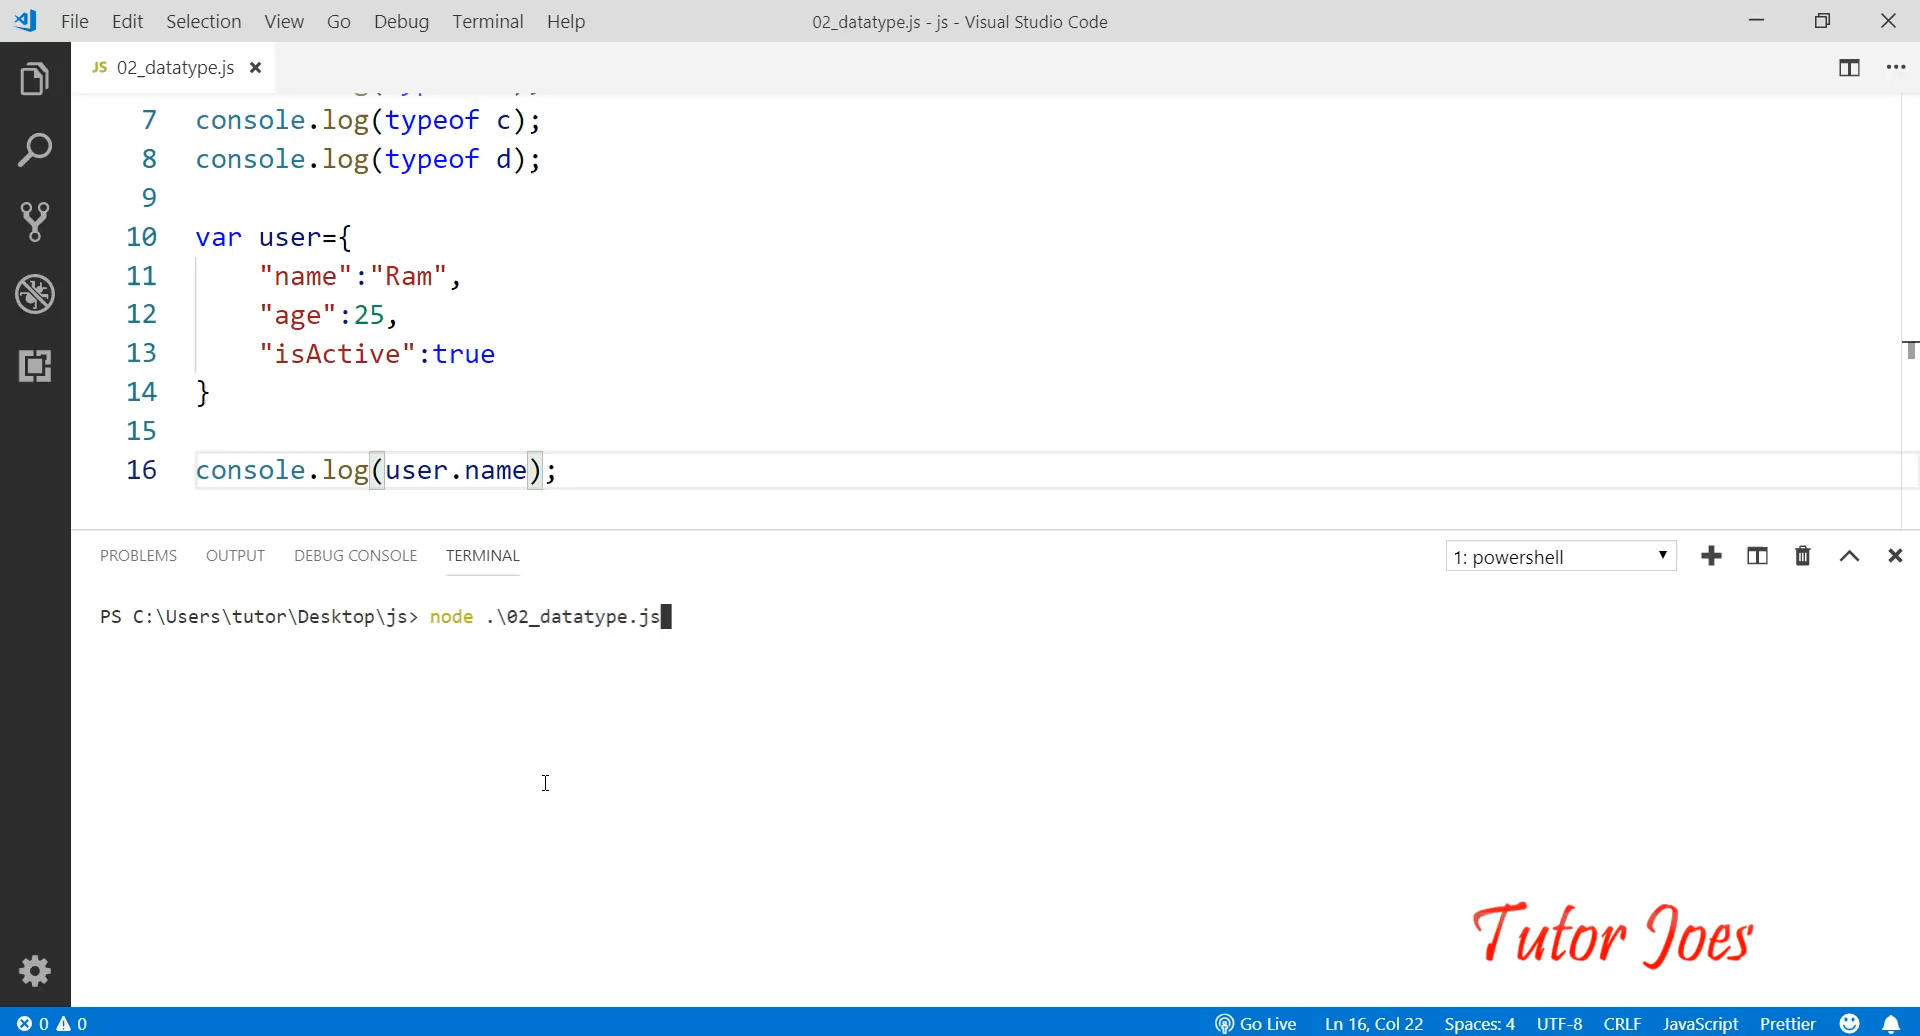 File Edit Selection View Go Debug Terminal Help 02_datatype.js - js - Visual Studio Code
JS 02_datatype.js
7 console.log(typeof c);
8 console.log(typeof d);
9
10 var user={
11 "name":"Ram",
12 "age":25,
13 "isActive":true
14 }
15
16 console.log(user.name);
PROBLEMS OUTPUT DEBUG CONSOLE TERMINAL 1: powershell
PS C:\Users\tutor\Desktop\js> node .\02_datatype.js
Tutor Joes
0 0 Go Live Ln 16, Col 22 Spaces: 4 UTF-8 CRLF JavaScript Prettier